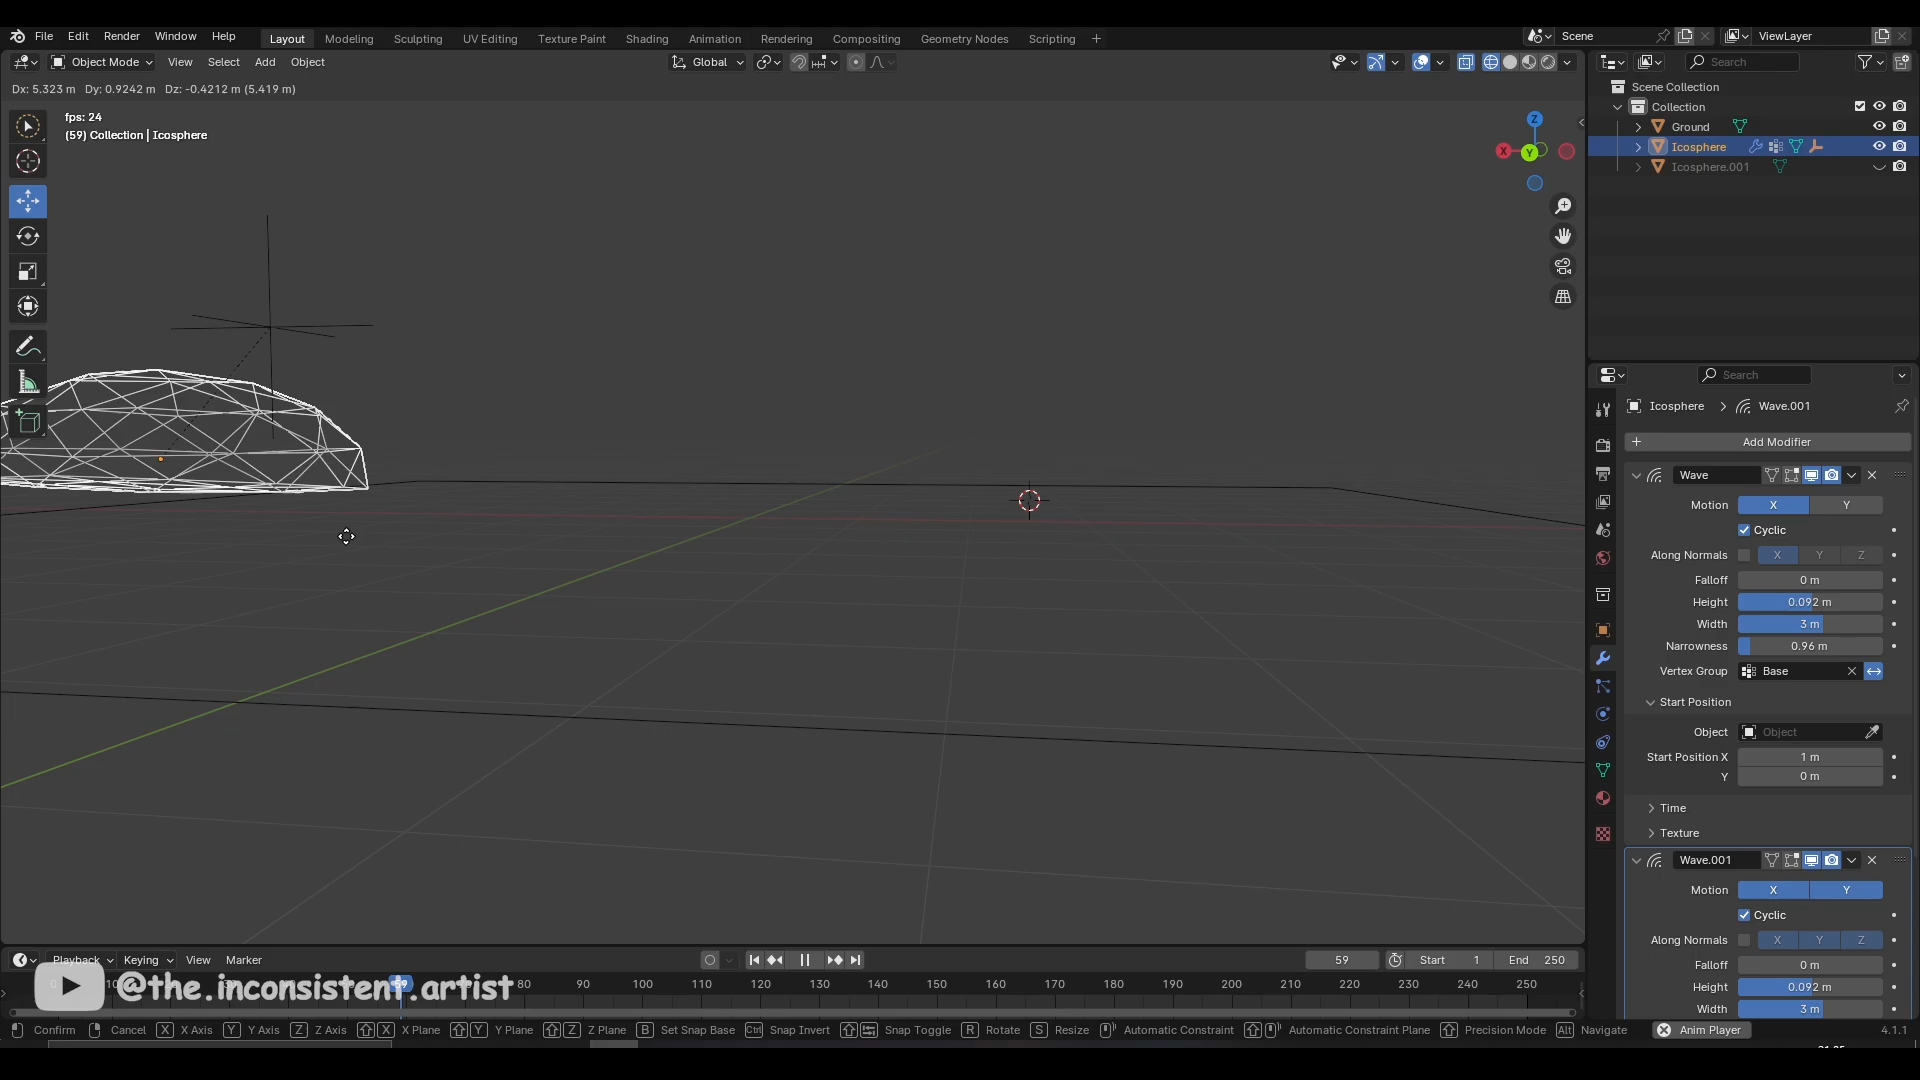 File Edit Render Window Help Layout Modeling Sculpting UV Editing Texture Paint Shading Animation Rendering Compositing Geometry Nodes Scripting Scene ViewLayer
Object Mode View Select Add Object Global Search
Dx: 5.323 m Dy: 0.9242 m Dz: -0.4212 m (5.419 m)
fps: 24
(59) Collection | Icosphere
Z
X
Y
Scene Collection
Collection
Ground
Icosphere
Icosphere.001
Search
Icosphere Wave.001
Add Modifier
Wave
Motion X Y
Cyclic
Along Normals X Y Z
Falloff 0 m
Height 0.092 m
Width 3 m
Narrowness 0.96 m
Vertex Group Base
Start Position
Object Object
Start Position X 1 m
Y 0 m
Time
Texture
Wave.001
Motion X Y
Cyclic
Along Normals X Y Z
Falloff 0 m
Height 0.092 m
Width 3 m
Playback Keying View Marker 59 Start 1 End 250
59 80 90 100 110 120 130 140 150 160 170 180 190 200 210 220 230 240 250
@the.inconsistent.artist
Confirm Cancel X X Axis Y Y Axis Z Z Axis X X Plane Y Y Plane Z Z Plane B Set Snap Base Ctrl Snap Invert Snap Toggle R Rotate S Resize Automatic Constraint Automatic Constraint Plane Precision Mode Alt Navigate Anim Player 4.1.1